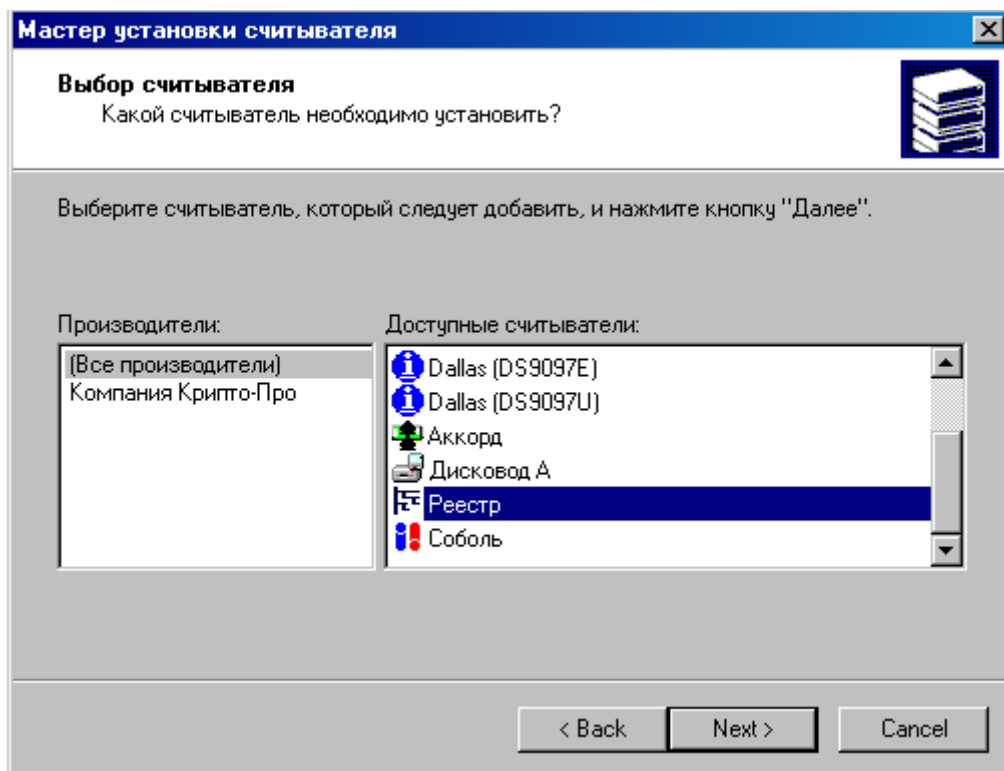 Мастер установки считывателя
Выбор считывателя
Какой считыватель необходимо установить?
Выберите считыватель, который следует добавить, и нажмите кнопку "Далее".
Производители:
(Все производители)
Компания Крипто-Про
Доступные считыватели:
Dallas (DS9097E)
Dallas (DS9097U)
Аккорд
Дисковод А
Реестр
Соболь
< Back
Next >
Cancel